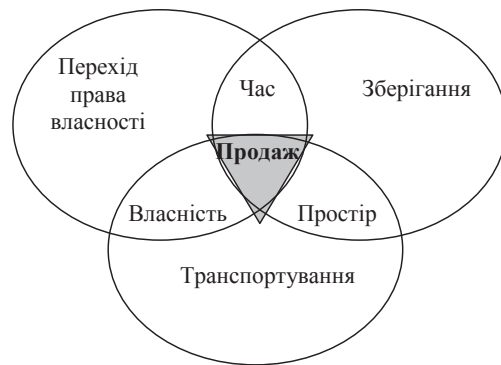 Перехід
права
власності
Час
Зберігання
Продаж
Власність
Простір
Транспортування